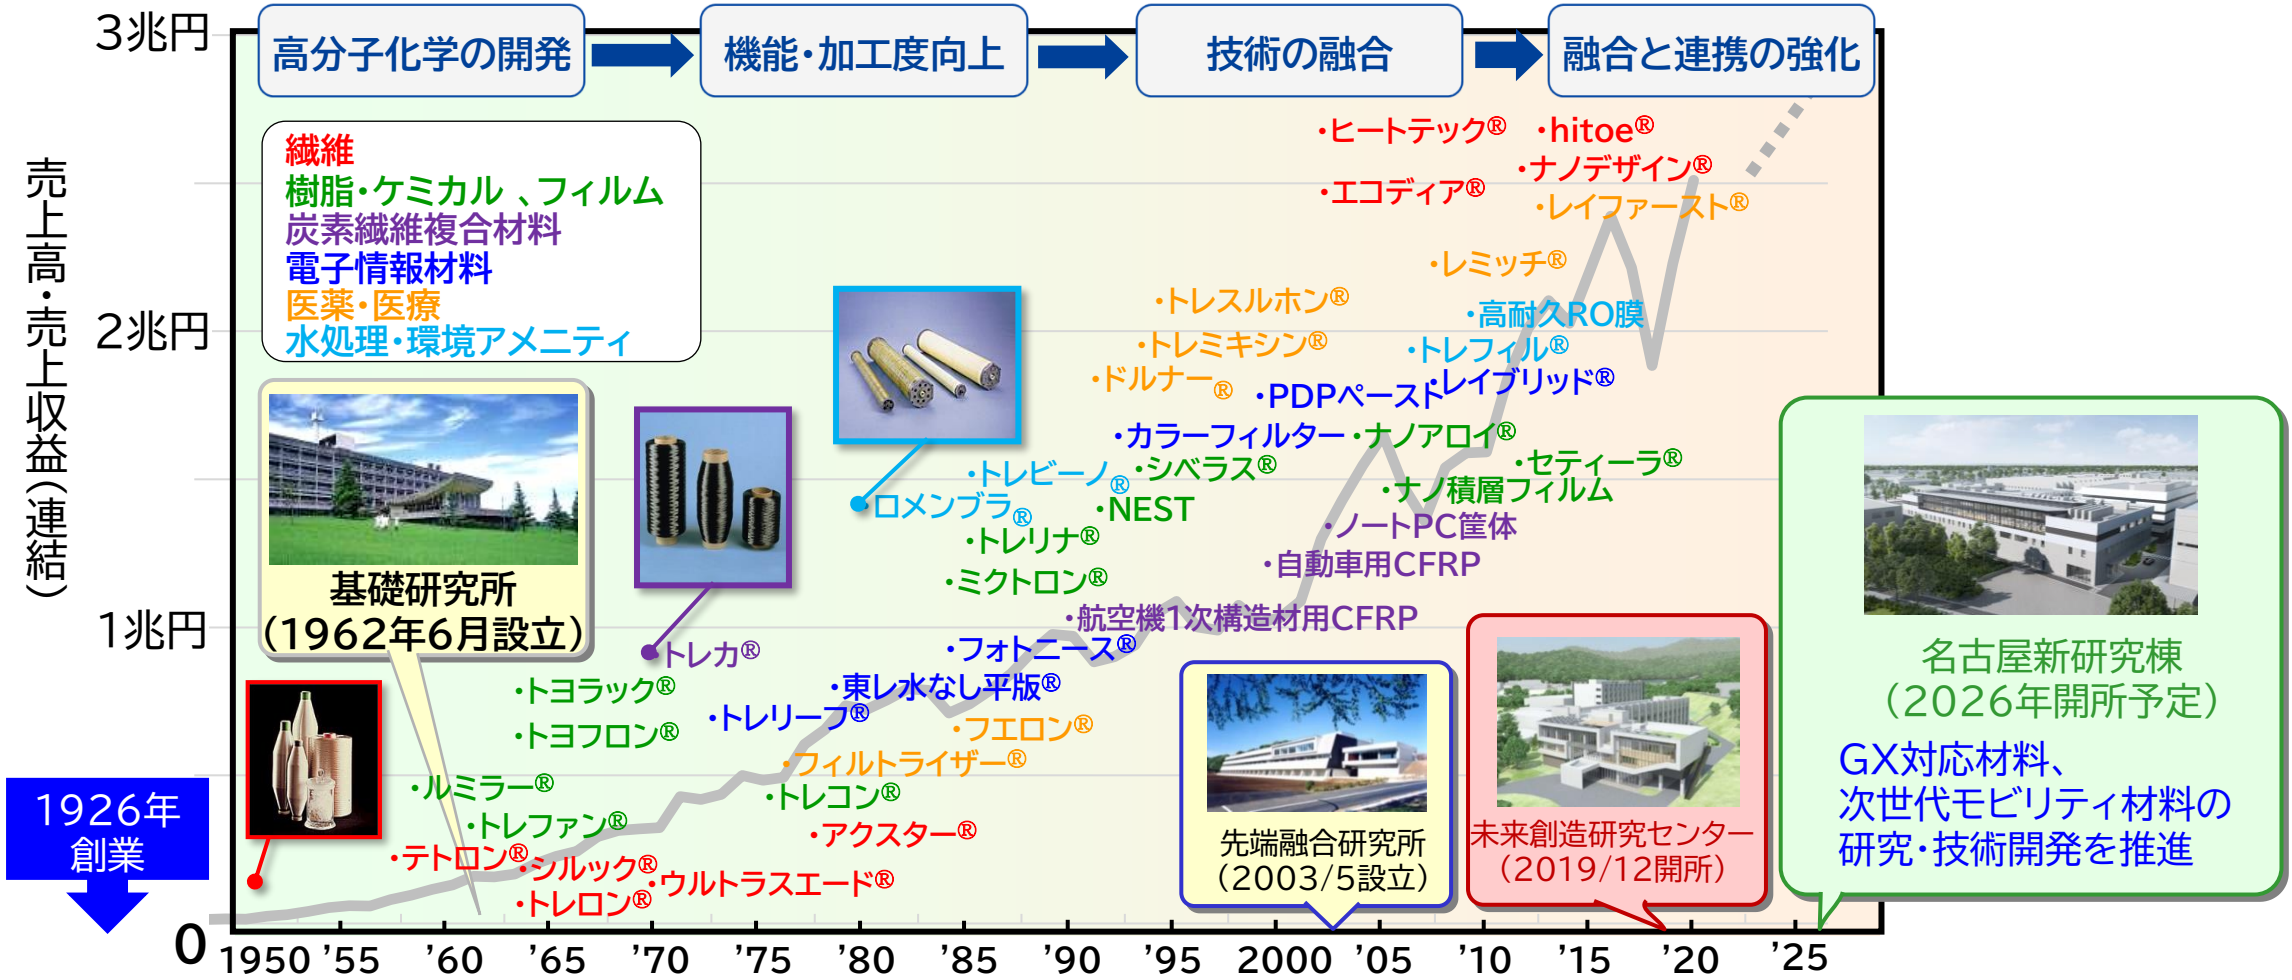 高分子化学の開発
機能・加工度向上
技術の融合
融合と連携の強化
売上高・売上収益(連結)
3兆円
2兆円
1兆円
0
繊維
樹脂・ケミカル 、フィルム
炭素繊維複合材料
電子情報材料
医薬・医療
水処理・環境アメニティ
・ヒートテック®
・hitoe®
・ナノデザイン®
・エコディア®
・レイファースト®
・レミッチ®
・トレスルホン®
・高耐久RO膜
・トレミキシン®
・トレフィル®
・ドルナー®
・PDPペースト
・レイブリッド®
・カラーフィルター
・ナノアロイ®
・トレビーノ®
・シベラス®
・セティーラ®
・ナノ積層フィルム
ロメンブラ®
・NEST
・ノートPC筐体
・トレリナ®
・自動車用CFRP
・ミクトロン®
・航空機1次構造材用CFRP
基礎研究所
(1962年6月設立)
トレカ®
・フォトニース®
・トヨラック®
・東レ水なし平版®
・トレリーフ®
・トヨフロン®
・フエロン®
・フィルトライザー®
・ルミラー®
・トレコン®
・トレファン®
・アクスター®
・テトロン®
・シルック®
・ウルトラスエード®
・トレロン®
先端融合研究所
(2003/5設立)
未来創造研究センター
(2019/12開所)
名古屋新研究棟
(2026年開所予定)
GX対応材料、
次世代モビリティ材料の
研究・技術開発を推進
1926年
創業
1950 ’55 ’60 ’65 ’70 ’75 ’80 ’85 ’90 ’95 2000 ’05 ’10 ’15 ’20 ’25